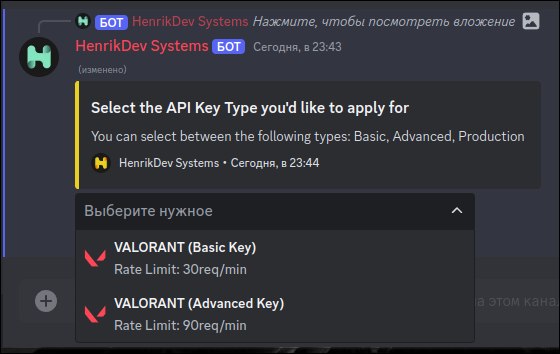 БОТ HenrikDev Systems Нажмите, чтобы посмотреть вложение
HenrikDev Systems БОТ Сегодня, в 23:43
(изменено)
Select the API Key Type you'd like to apply for
You can select between the following types: Basic, Advanced, Production
HenrikDev Systems • Сегодня, в 23:44
Выберите нужное
VALORANT (Basic Key)
Rate Limit: 30req/min
VALORANT (Advanced Key)
Rate Limit: 90req/min
на этом кана